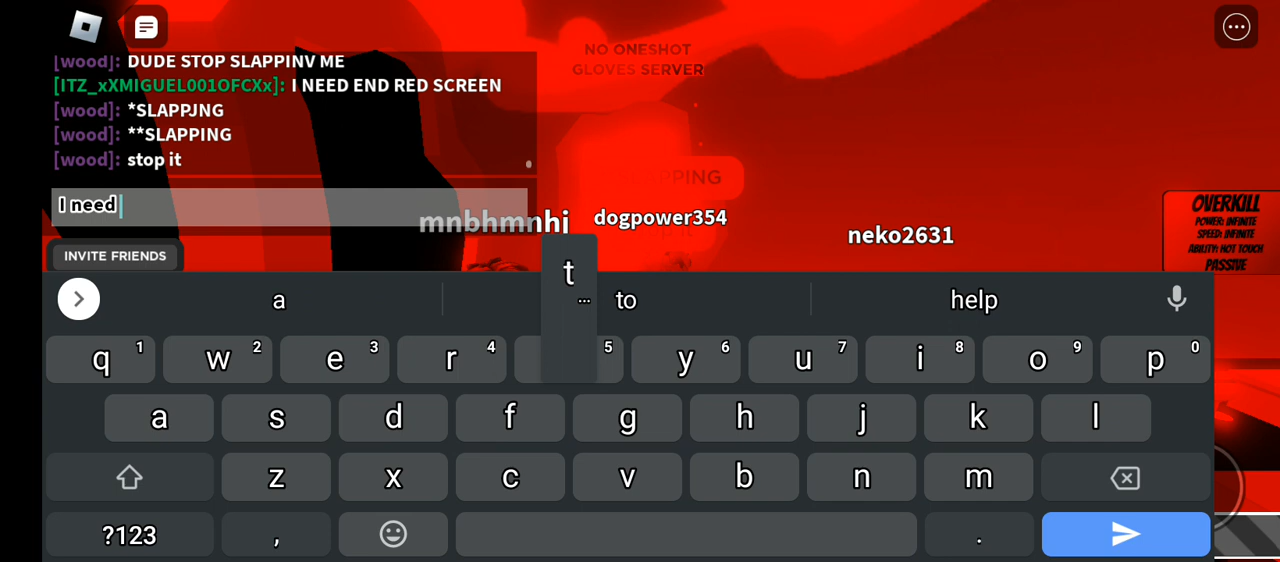 NO ONESHOT
GLOVES SERVER
[wood]: DUDE STOP SLAPPINV ME
[ITZ_xXMIGUEL001OFCXx]: I NEED END RED SCREEN
[wood]: *SLAPPJNG
[wood]: **SLAPPING
[wood]: stop it
I need
mnbhmnhj
dogpower354
neko2631
OVERKILL
POWER: INFINITE
SPEED: INFINITE
ABILITY: HOT TOUCH
PASSIVE
INVITE FRIENDS
t
...
a to help
q 1 w 2 e 3 r 4 5 y 6 u 7 i 8 o 9 p 0
a s d f g h j k l
z x c v b n m
?123 , .